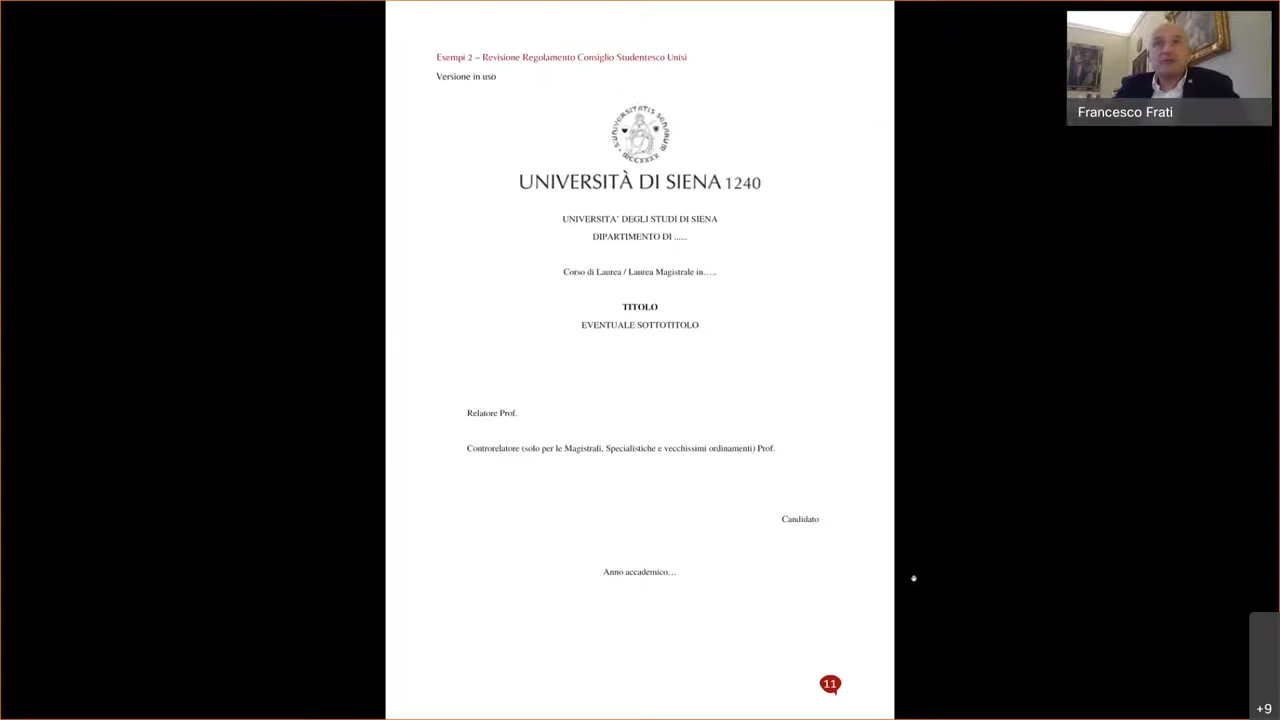 Esempi 2 – Revisione Regolamento Consiglio Studentesco Unisi
Versione in uso
UNIVERSITÀ DI SIENA 1240
UNIVERSITA' DEGLI STUDI DI SIENA
DIPARTIMENTO DI ......
Corso di Laurea / Laurea Magistrale in…..
TITOLO
EVENTUALE SOTTOTITOLO
Relatore Prof.
Controrelatore (solo per le Magistrali, Specialistiche e vecchissimi ordinamenti) Prof.
Candidato
Anno accademico…
11
Francesco Frati
+9